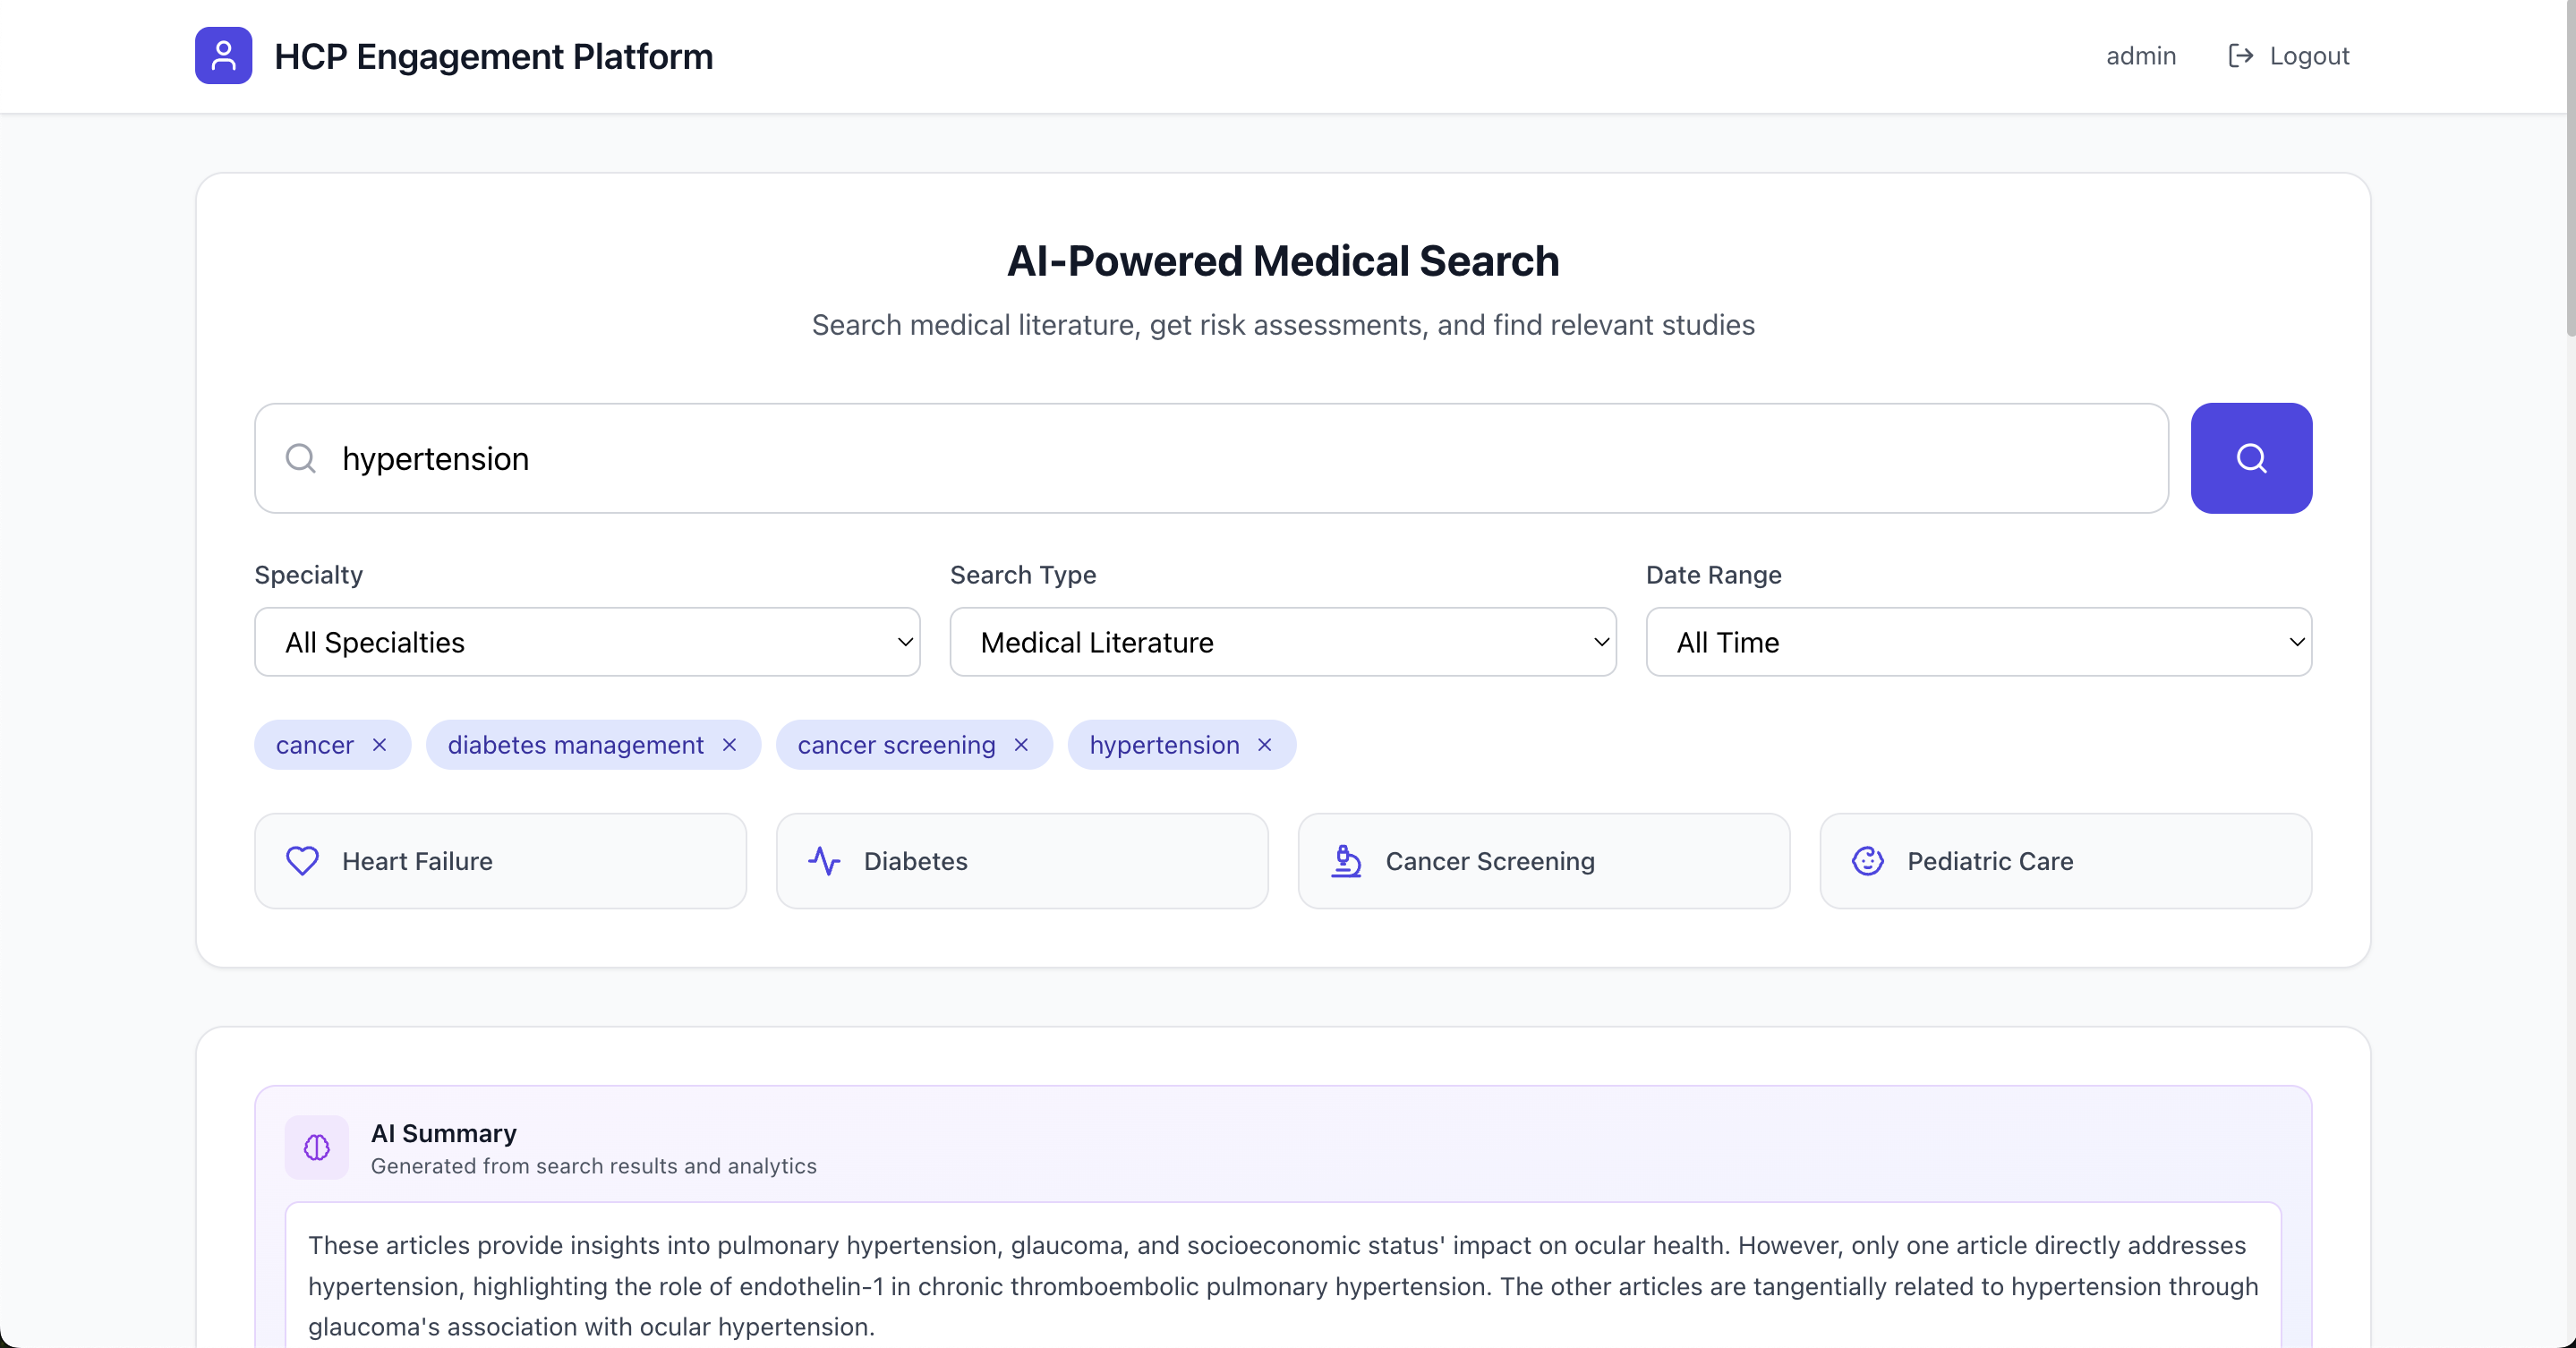 HCP Engagement Platform
admin
Logout
AI-Powered Medical Search
Search medical literature, get risk assessments, and find relevant studies
hypertension
Specialty
Search Type
Date Range
All Specialties
Medical Literature
All Time
cancer ×
diabetes management ×
cancer screening ×
hypertension ×
Heart Failure
Diabetes
Cancer Screening
Pediatric Care
AI Summary
Generated from search results and analytics
These articles provide insights into pulmonary hypertension, glaucoma, and socioeconomic status' impact on ocular health. However, only one article directly addresses
hypertension, highlighting the role of endothelin-1 in chronic thromboembolic pulmonary hypertension. The other articles are tangentially related to hypertension through
glaucoma's association with ocular hypertension.